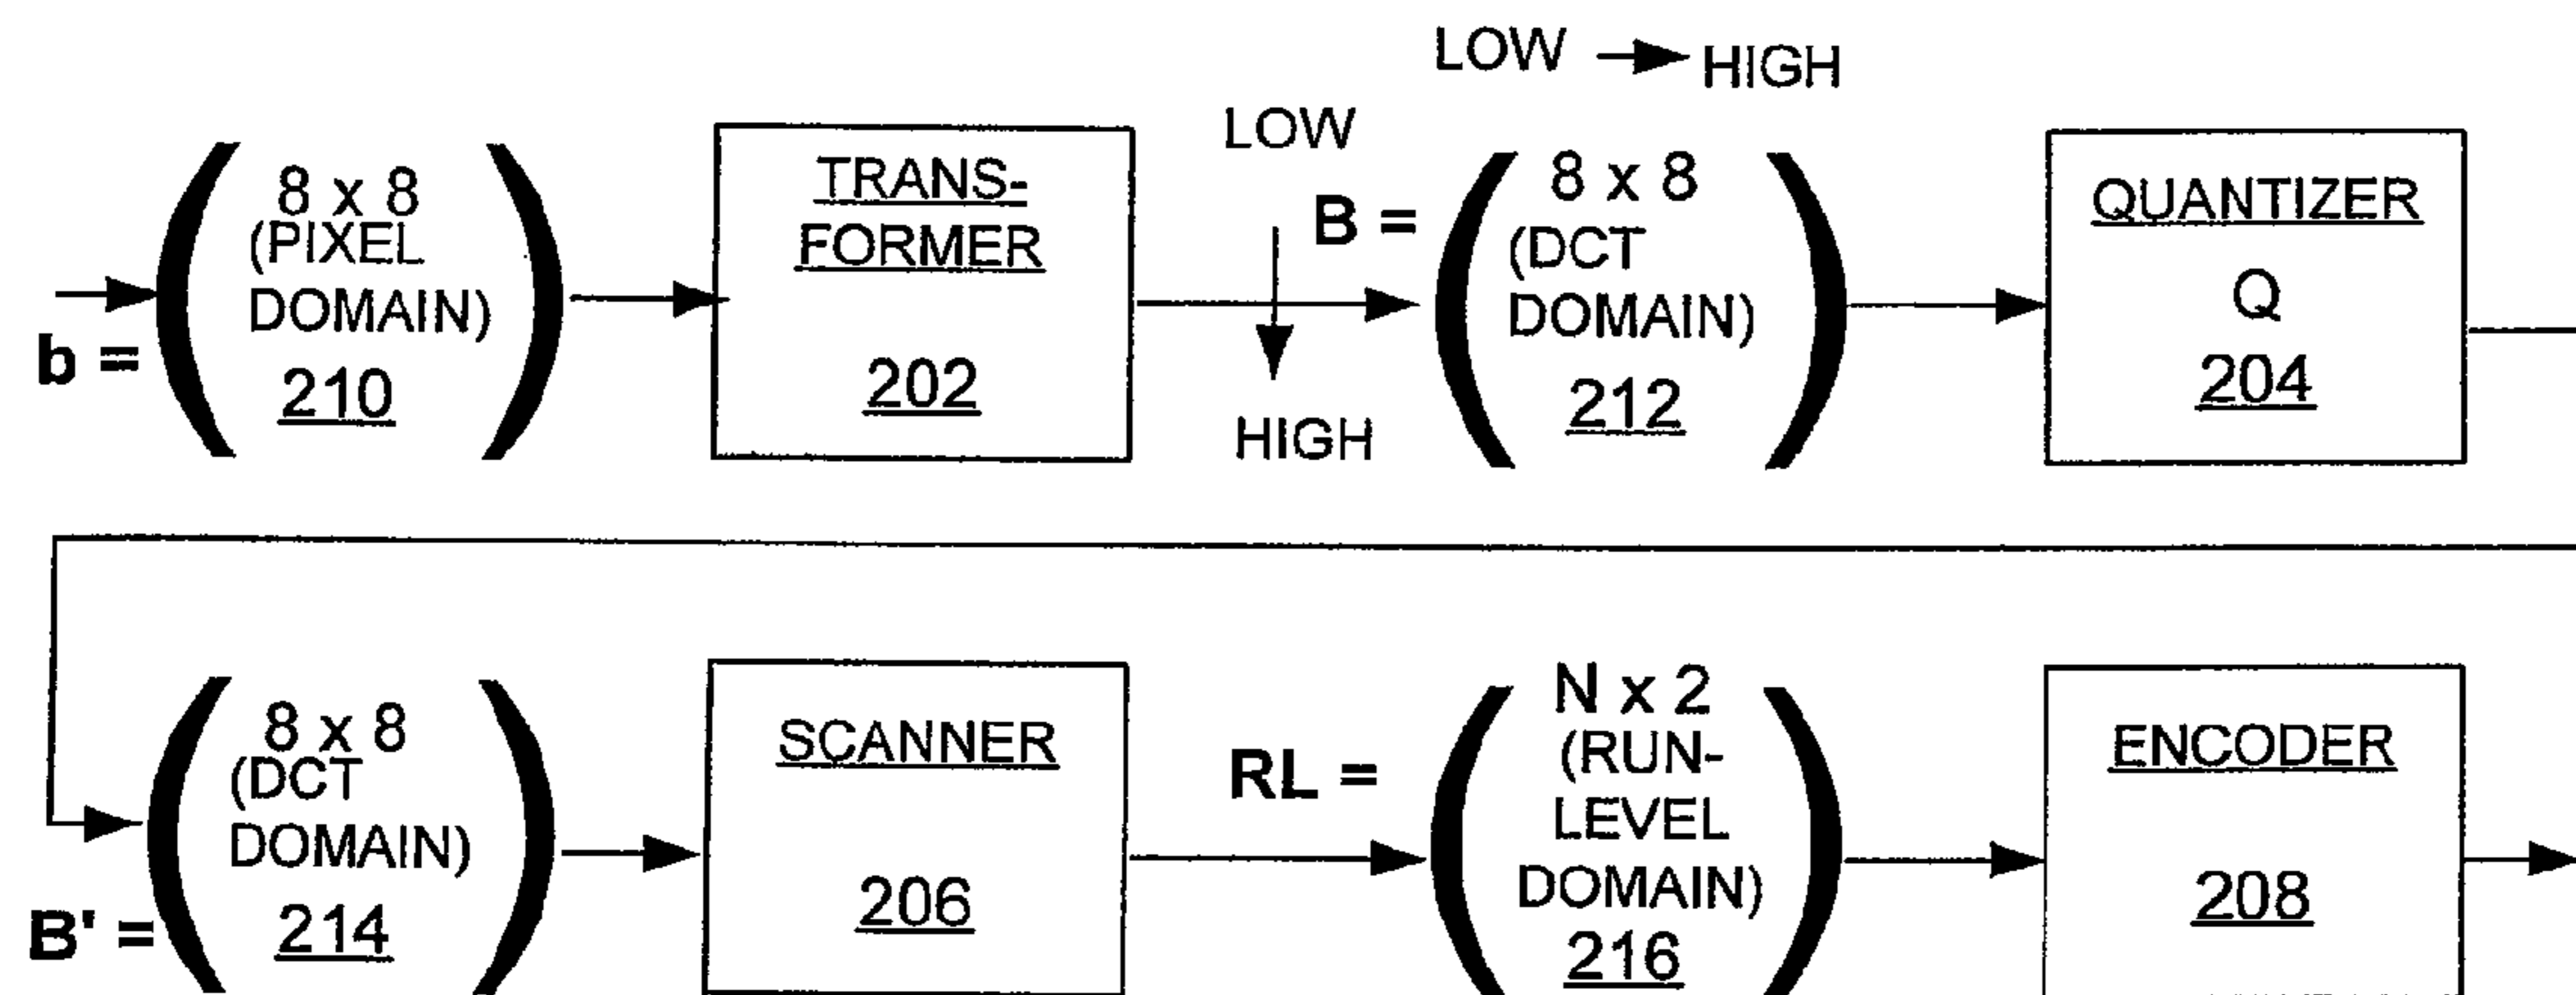 LOW HIGH
LOW
b =
8 x 8
(PIXEL
DOMAIN)
210
TRANS-
FORMER
202
HIGH
B =
8 x 8
(DCT
DOMAIN)
212
QUANTIZER
Q
204
B' =
8 x 8
(DCT
DOMAIN)
214
SCANNER
206
RL =
N x 2
(RUN-
LEVEL
DOMAIN)
216
ENCODER
208